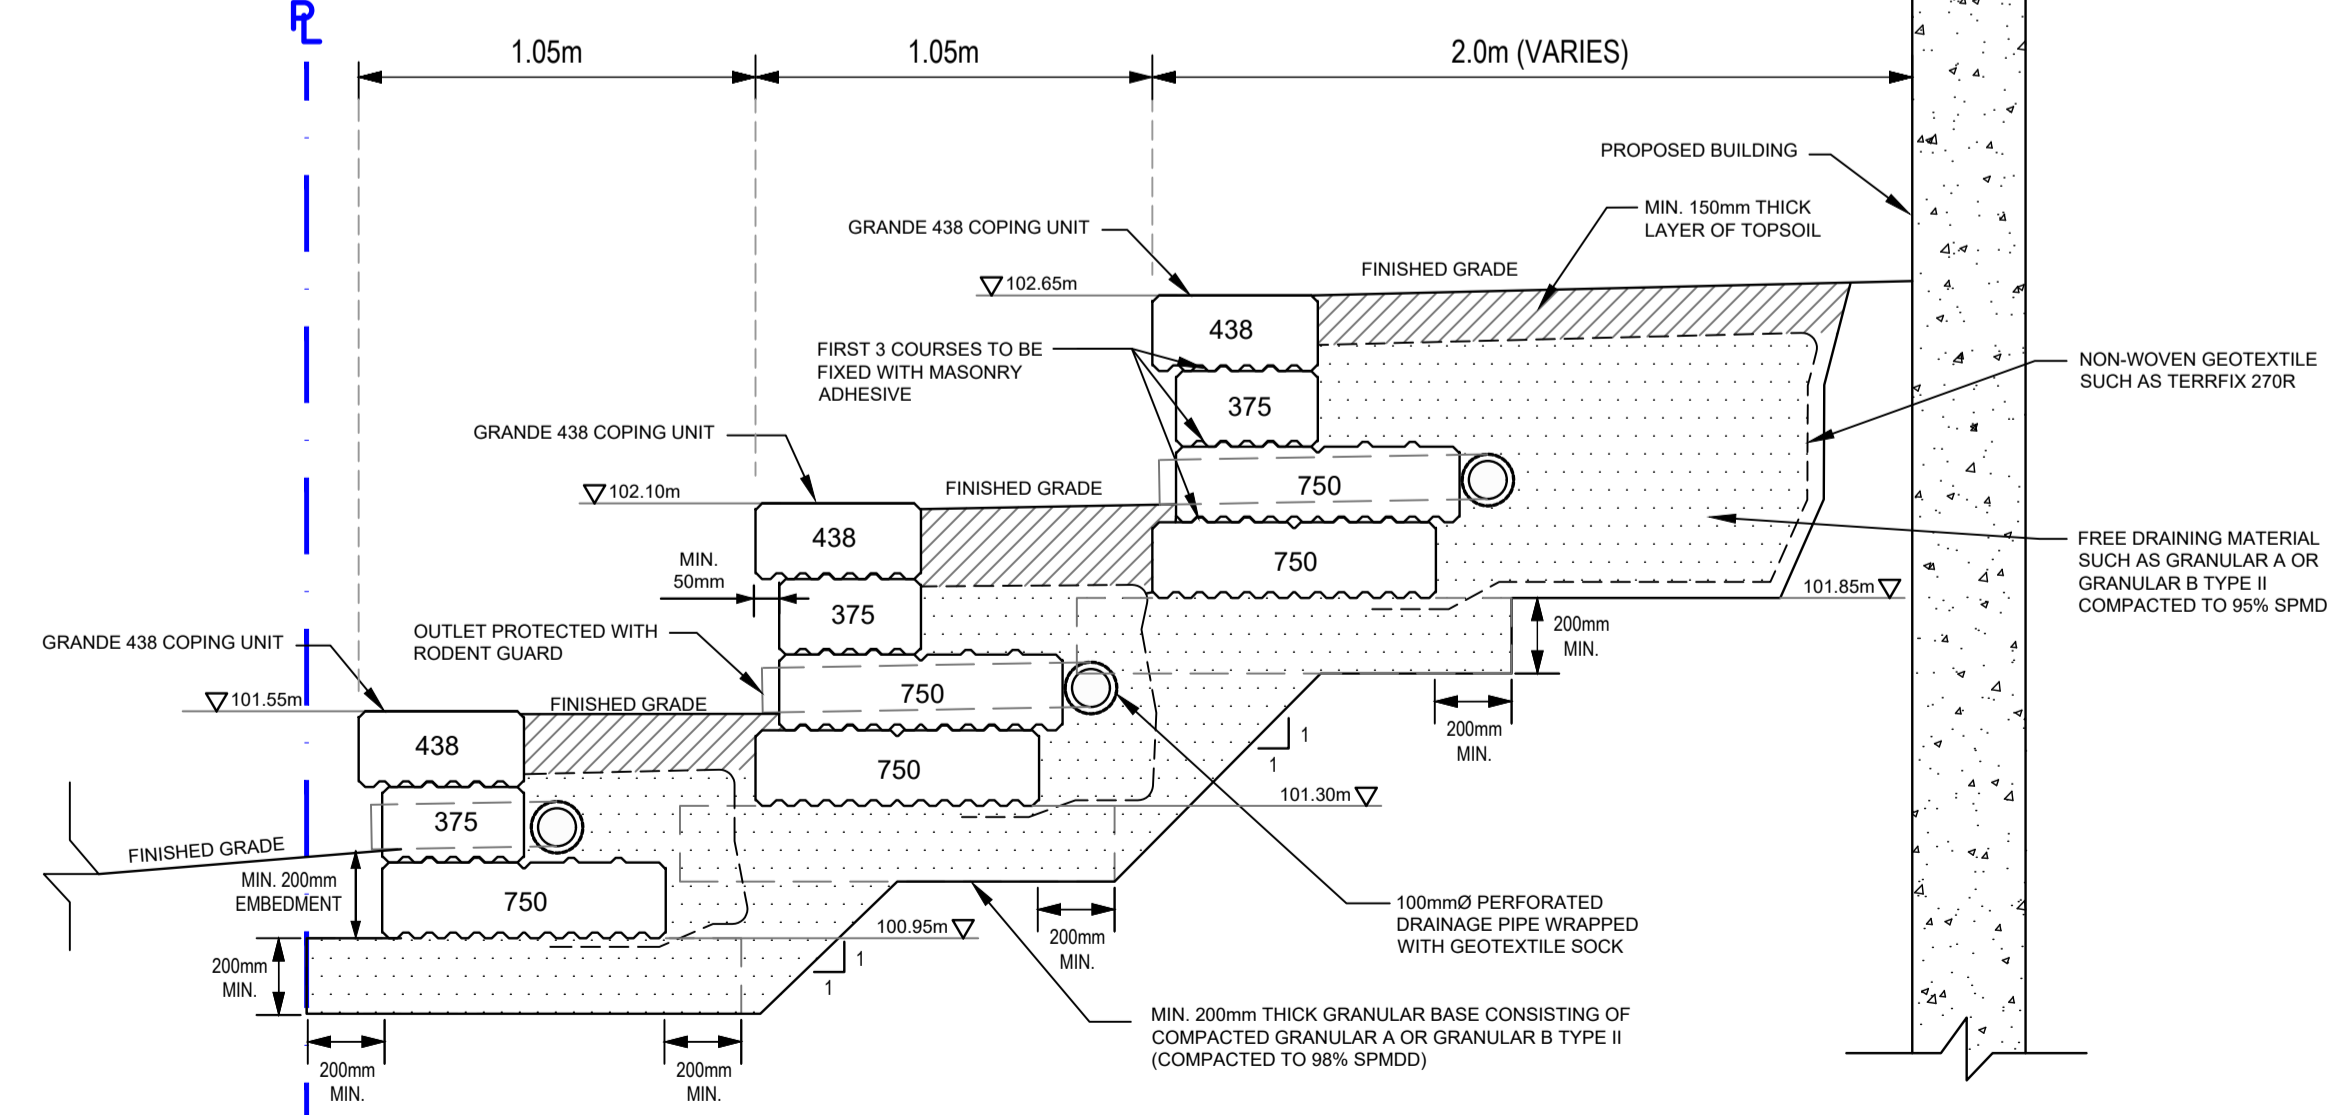 PL
1.05m
1.05m
2.0m (VARIES)
PROPOSED BUILDING
MIN. 150mm THICK
LAYER OF TOPSOIL
GRANDE 438 COPING UNIT
FINISHED GRADE
102.65m
438
FIRST 3 COURSES TO BE
FIXED WITH MASONRY
ADHESIVE
375
NON-WOVEN GEOTEXTILE
SUCH AS TERRFIX 270R
GRANDE 438 COPING UNIT
102.10m
FINISHED GRADE
750
438
750
FREE DRAINING MATERIAL
SUCH AS GRANULAR A OR
GRANULAR B TYPE II
COMPACTED TO 95% SPMD
MIN.
50mm
101.85m
375
200mm
MIN.
GRANDE 438 COPING UNIT
OUTLET PROTECTED WITH
RODENT GUARD
101.55m
FINISHED GRADE
750
200mm
MIN.
1
1
438
750
101.30m
375
FINISHED GRADE
MIN. 200mm
EMBEDMENT
750
100.95m
100mmØ PERFORATED
DRAINAGE PIPE WRAPPED
WITH GEOTEXTILE SOCK
200mm
MIN.
200mm
MIN.
1
1
MIN. 200mm THICK GRANULAR BASE CONSISTING OF
COMPACTED GRANULAR A OR GRANULAR B TYPE II
(COMPACTED TO 98% SPMDD)
200mm
MIN.
200mm
MIN.